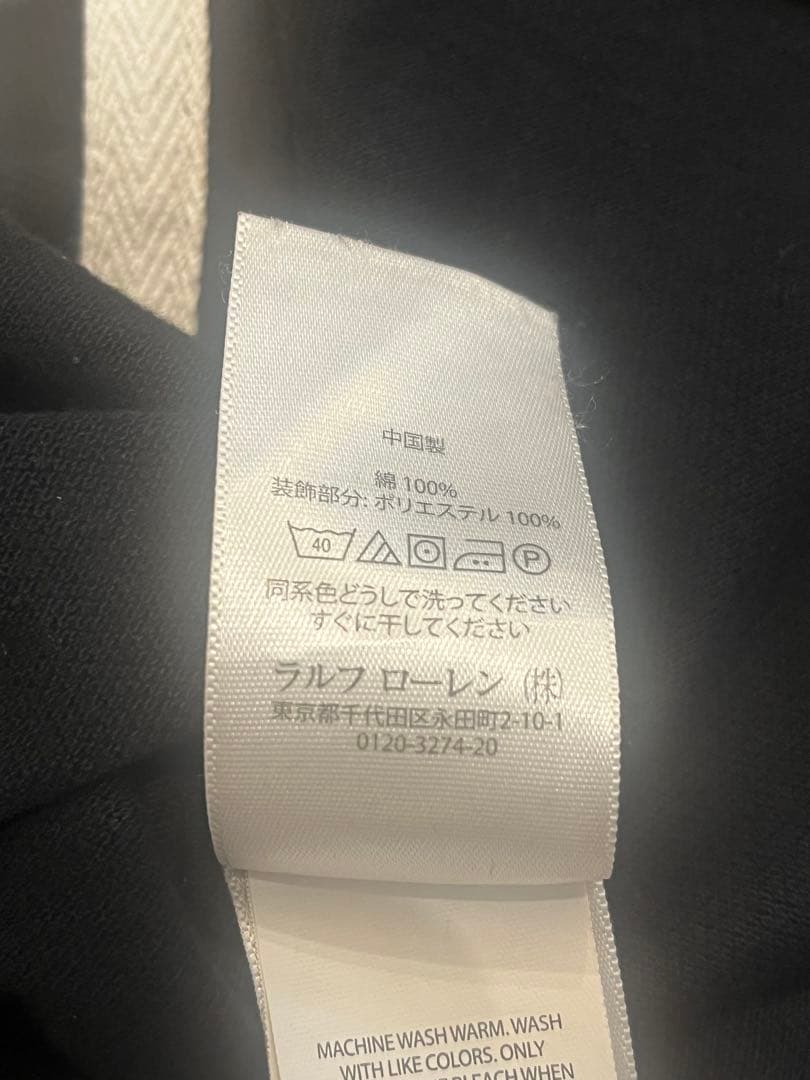 中国製
綿 100%
装飾部分: ポリエステル 100%
40
P
同系色どうしで洗ってください
すぐに干してください
ラルフ ローレン (株)
東京都千代田区永田町2-10-1
0120-3274-20
MACHINE WASH WARM. WASH
WITH LIKE COLORS. ONLY
BLEACH WHEN